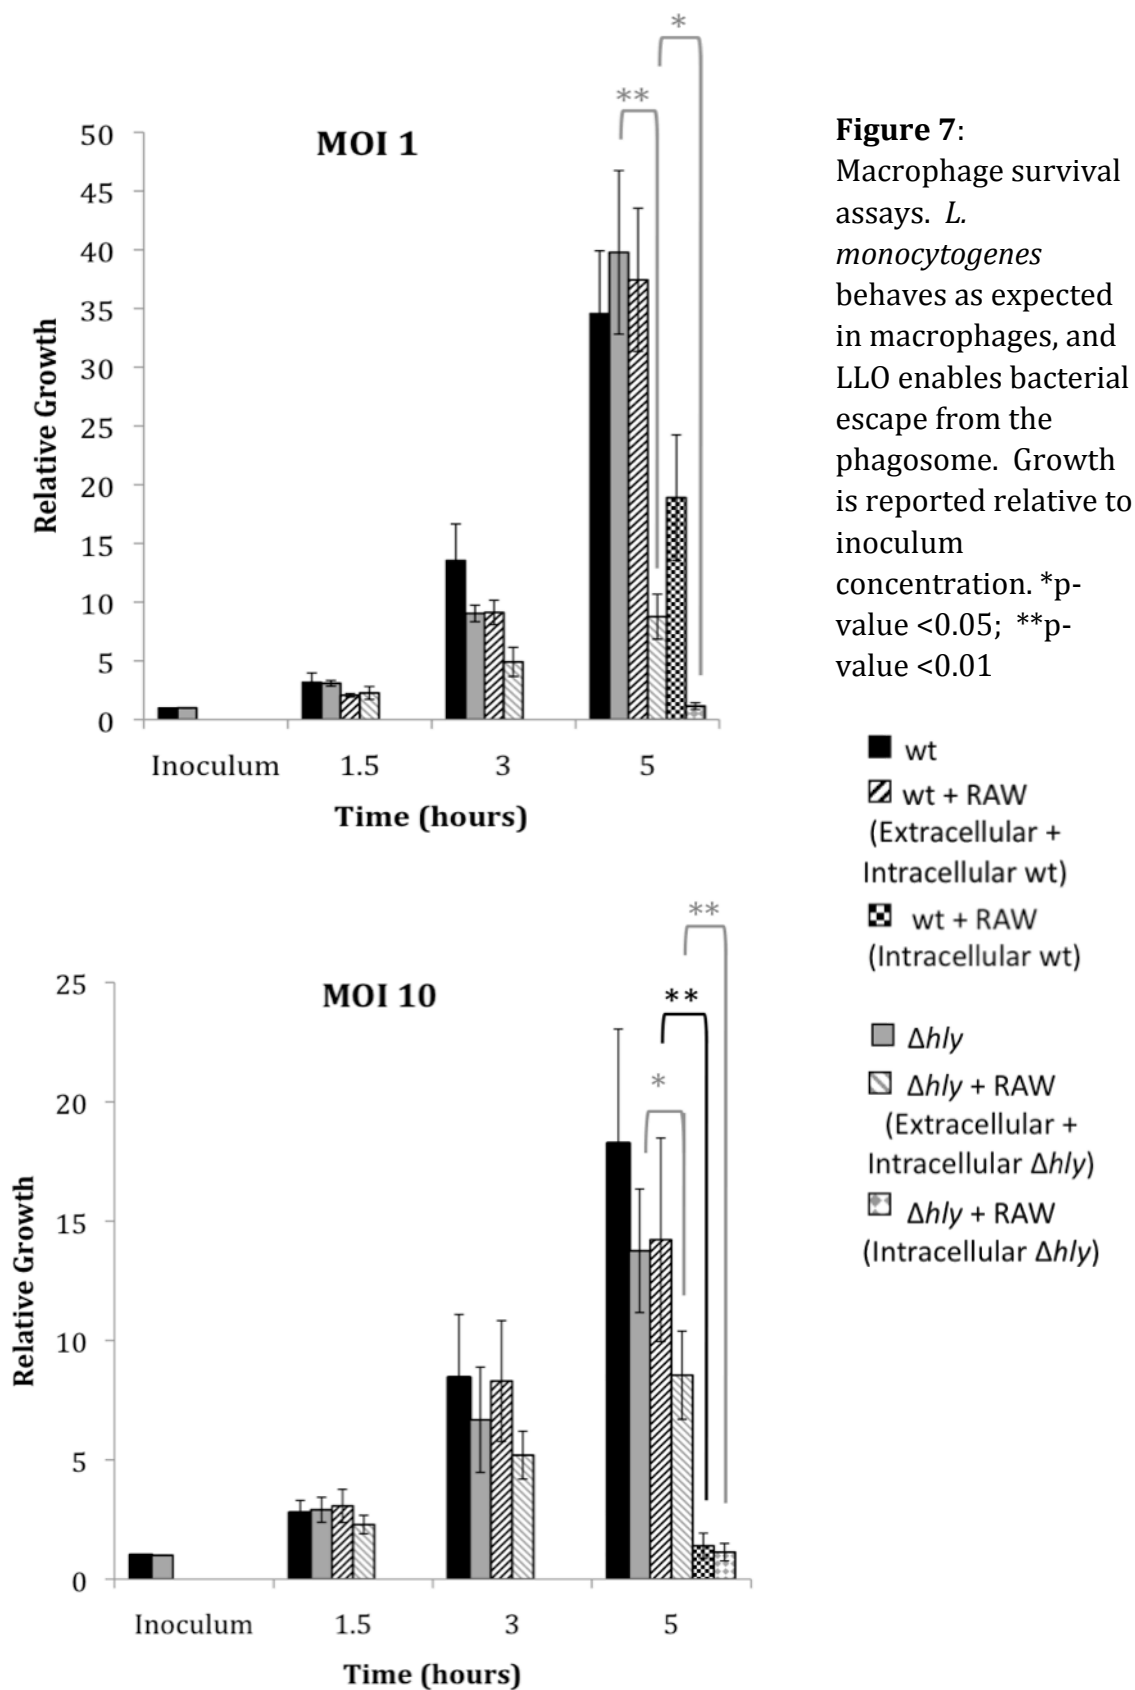 *
**
MOI 1
50
45
40
35
30
25
20
15
10
5
0
Relative Growth
Inoculum 1.5 3 5
Time (hours)
Figure 7:
Macrophage survival
assays. L.
monocytogenes
behaves as expected
in macrophages, and
LLO enables bacterial
escape from the
phagosome. Growth
is reported relative to
inoculum
concentration. *p-
value <0.05; **p-
value <0.01
wt
wt + RAW
(Extracellular +
Intracellular wt)
wt + RAW
(Intracellular wt)
Δhly
Δhly + RAW
(Extracellular +
Intracellular Δhly)
Δhly + RAW
(Intracellular Δhly)
**
**
*
MOI 10
25
20
15
10
5
0
Relative Growth
Inoculum 1.5 3 5
Time (hours)